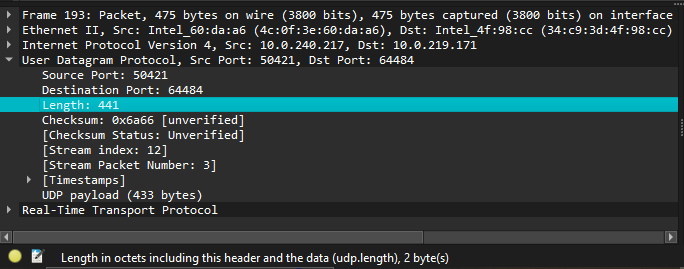 Frame 193: Packet, 475 bytes on wire (3800 bits), 475 bytes captured (3800 bits) on interface
Ethernet II, Src: Intel_60:da:a6 (4c:0f:3e:60:da:a6), Dst: Intel_4f:98:cc (34:c9:3d:4f:98:cc)
Internet Protocol Version 4, Src: 10.0.240.217, Dst: 10.0.219.171
User Datagram Protocol, Src Port: 50421, Dst Port: 64484
Source Port: 50421
Destination Port: 64484
Length: 441
Checksum: 0x6a66 [unverified]
[Checksum Status: Unverified]
[Stream index: 12]
[Stream Packet Number: 3]
[Timestamps]
UDP payload (433 bytes)
Real-Time Transport Protocol
Length in octets including this header and the data (udp.length), 2 byte(s)